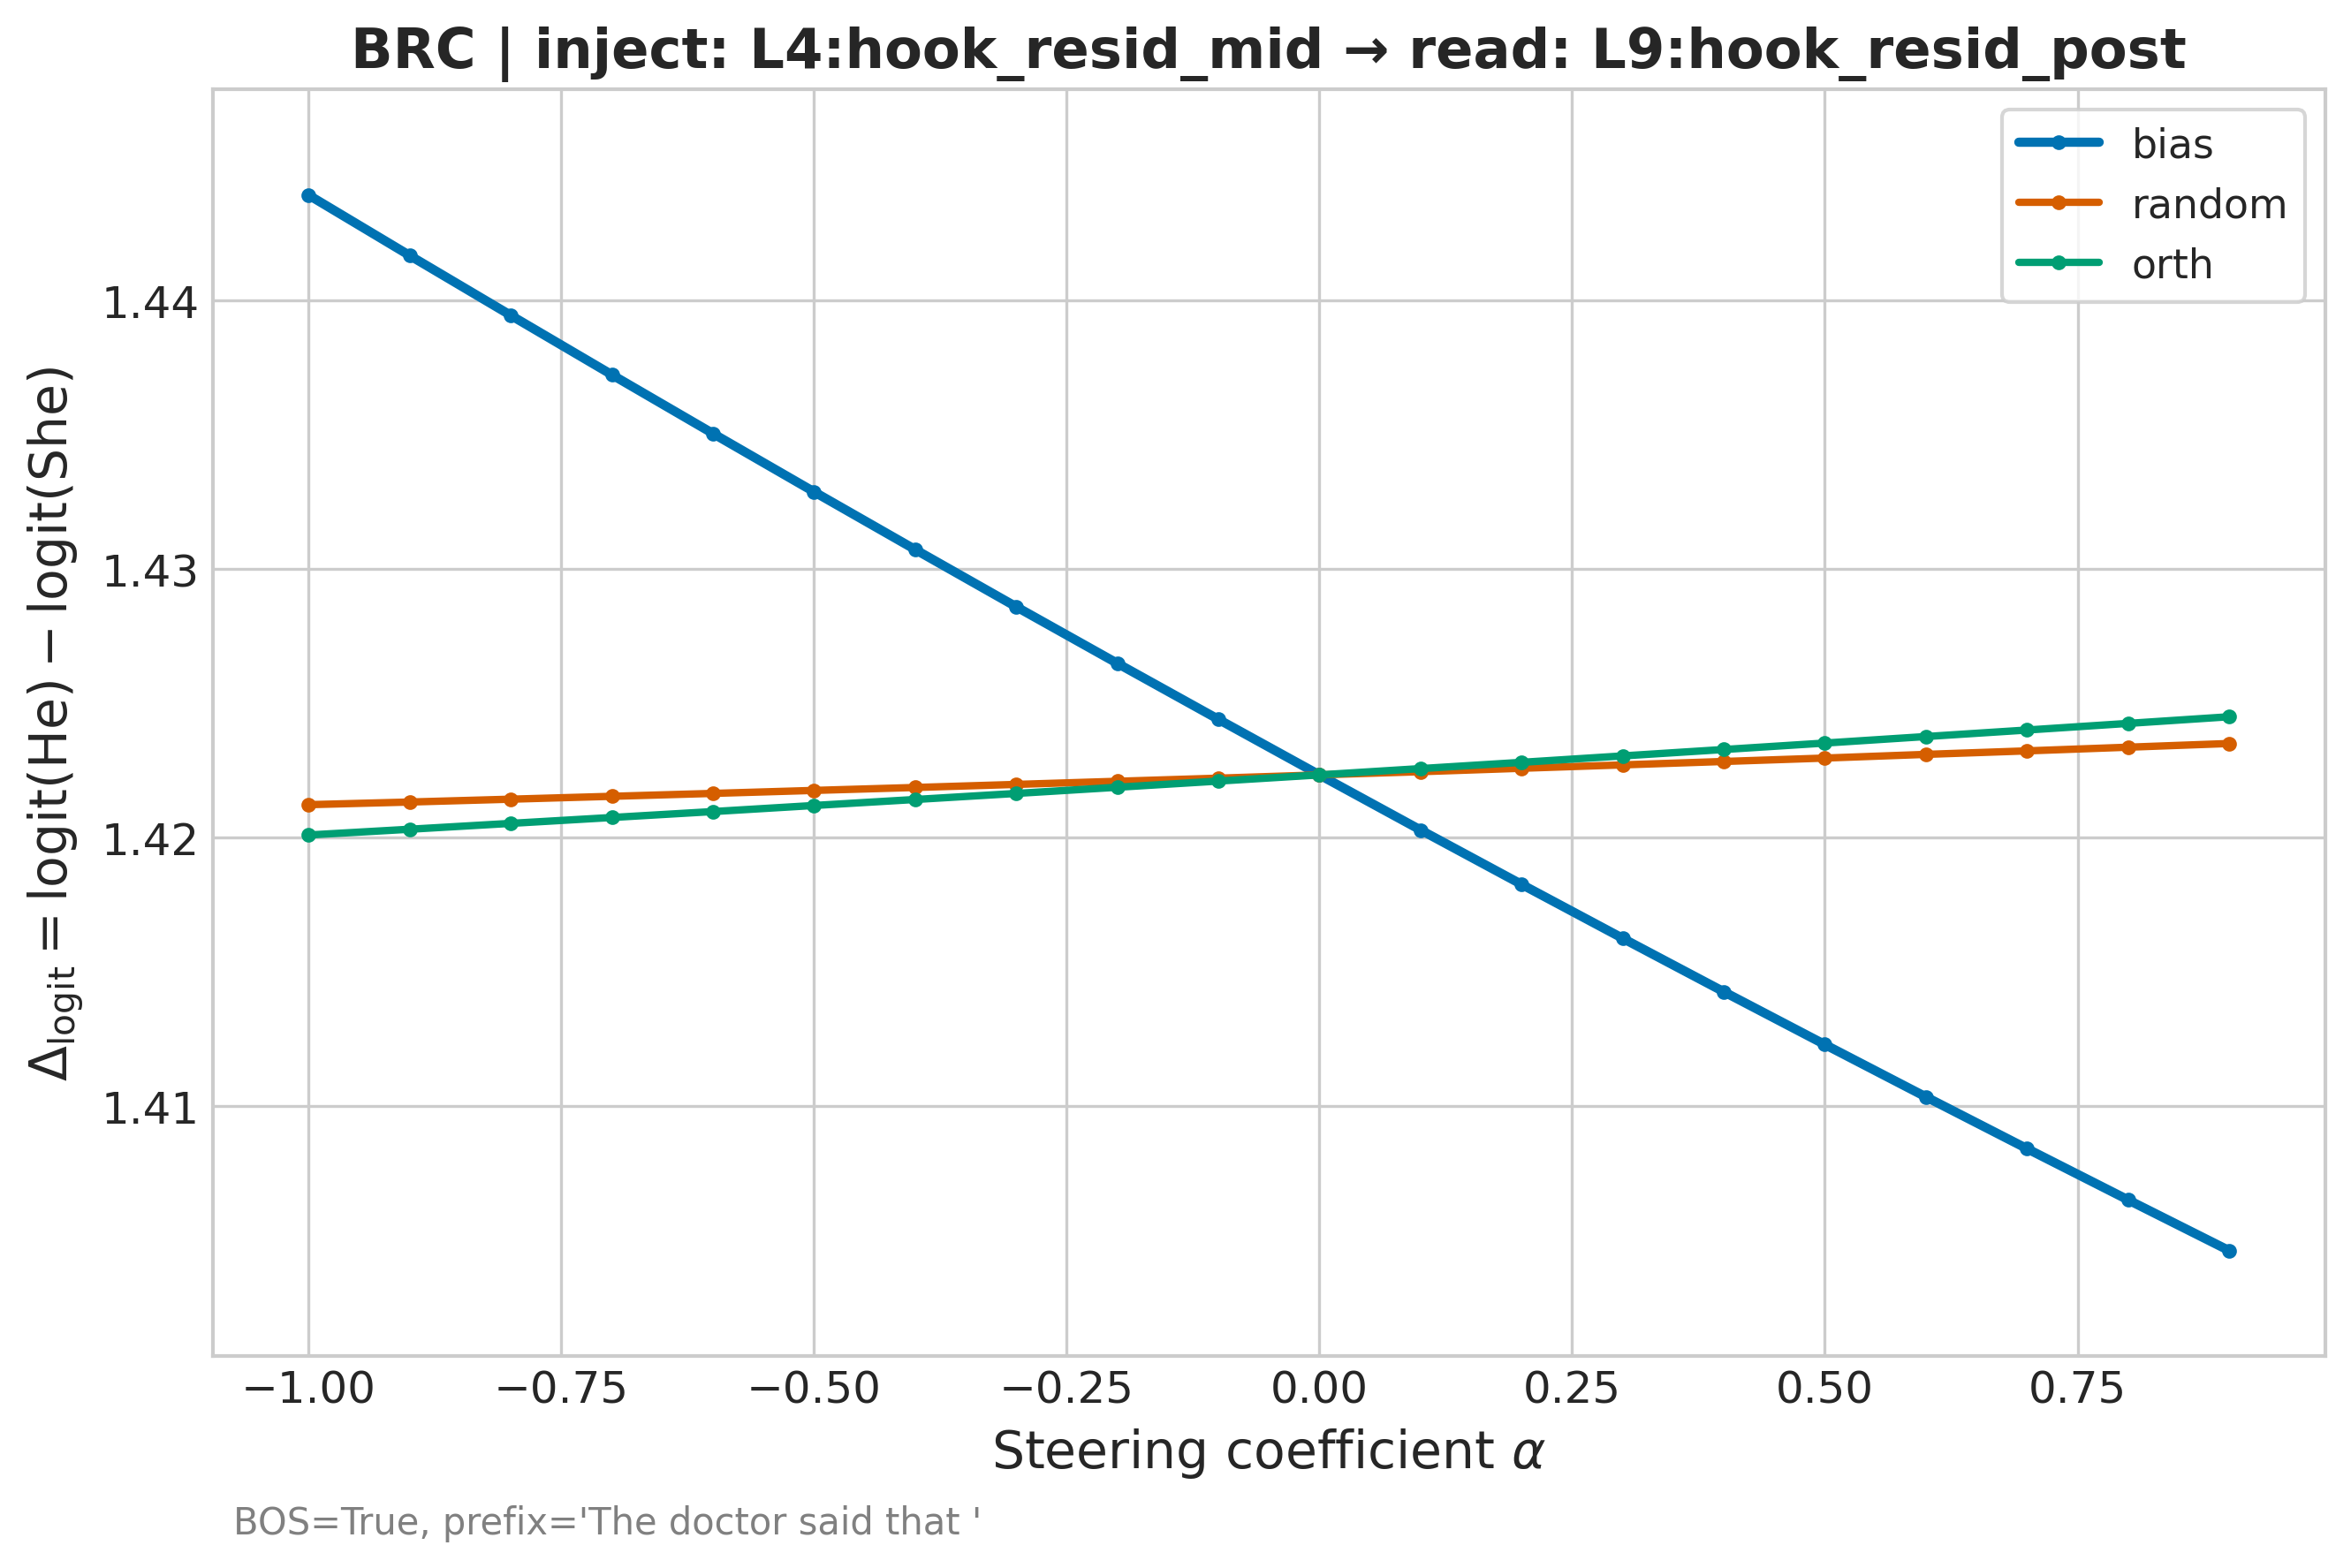 BRC | inject: L4:hook_resid_mid → read: L9:hook_resid_post
bias
random
orth
Δlogit = logit(He) − logit(She)
1.44
1.43
1.42
1.41
−1.00 −0.75 −0.50 −0.25 0.00 0.25 0.50 0.75
Steering coefficient α
BOS=True, prefix='The doctor said that '